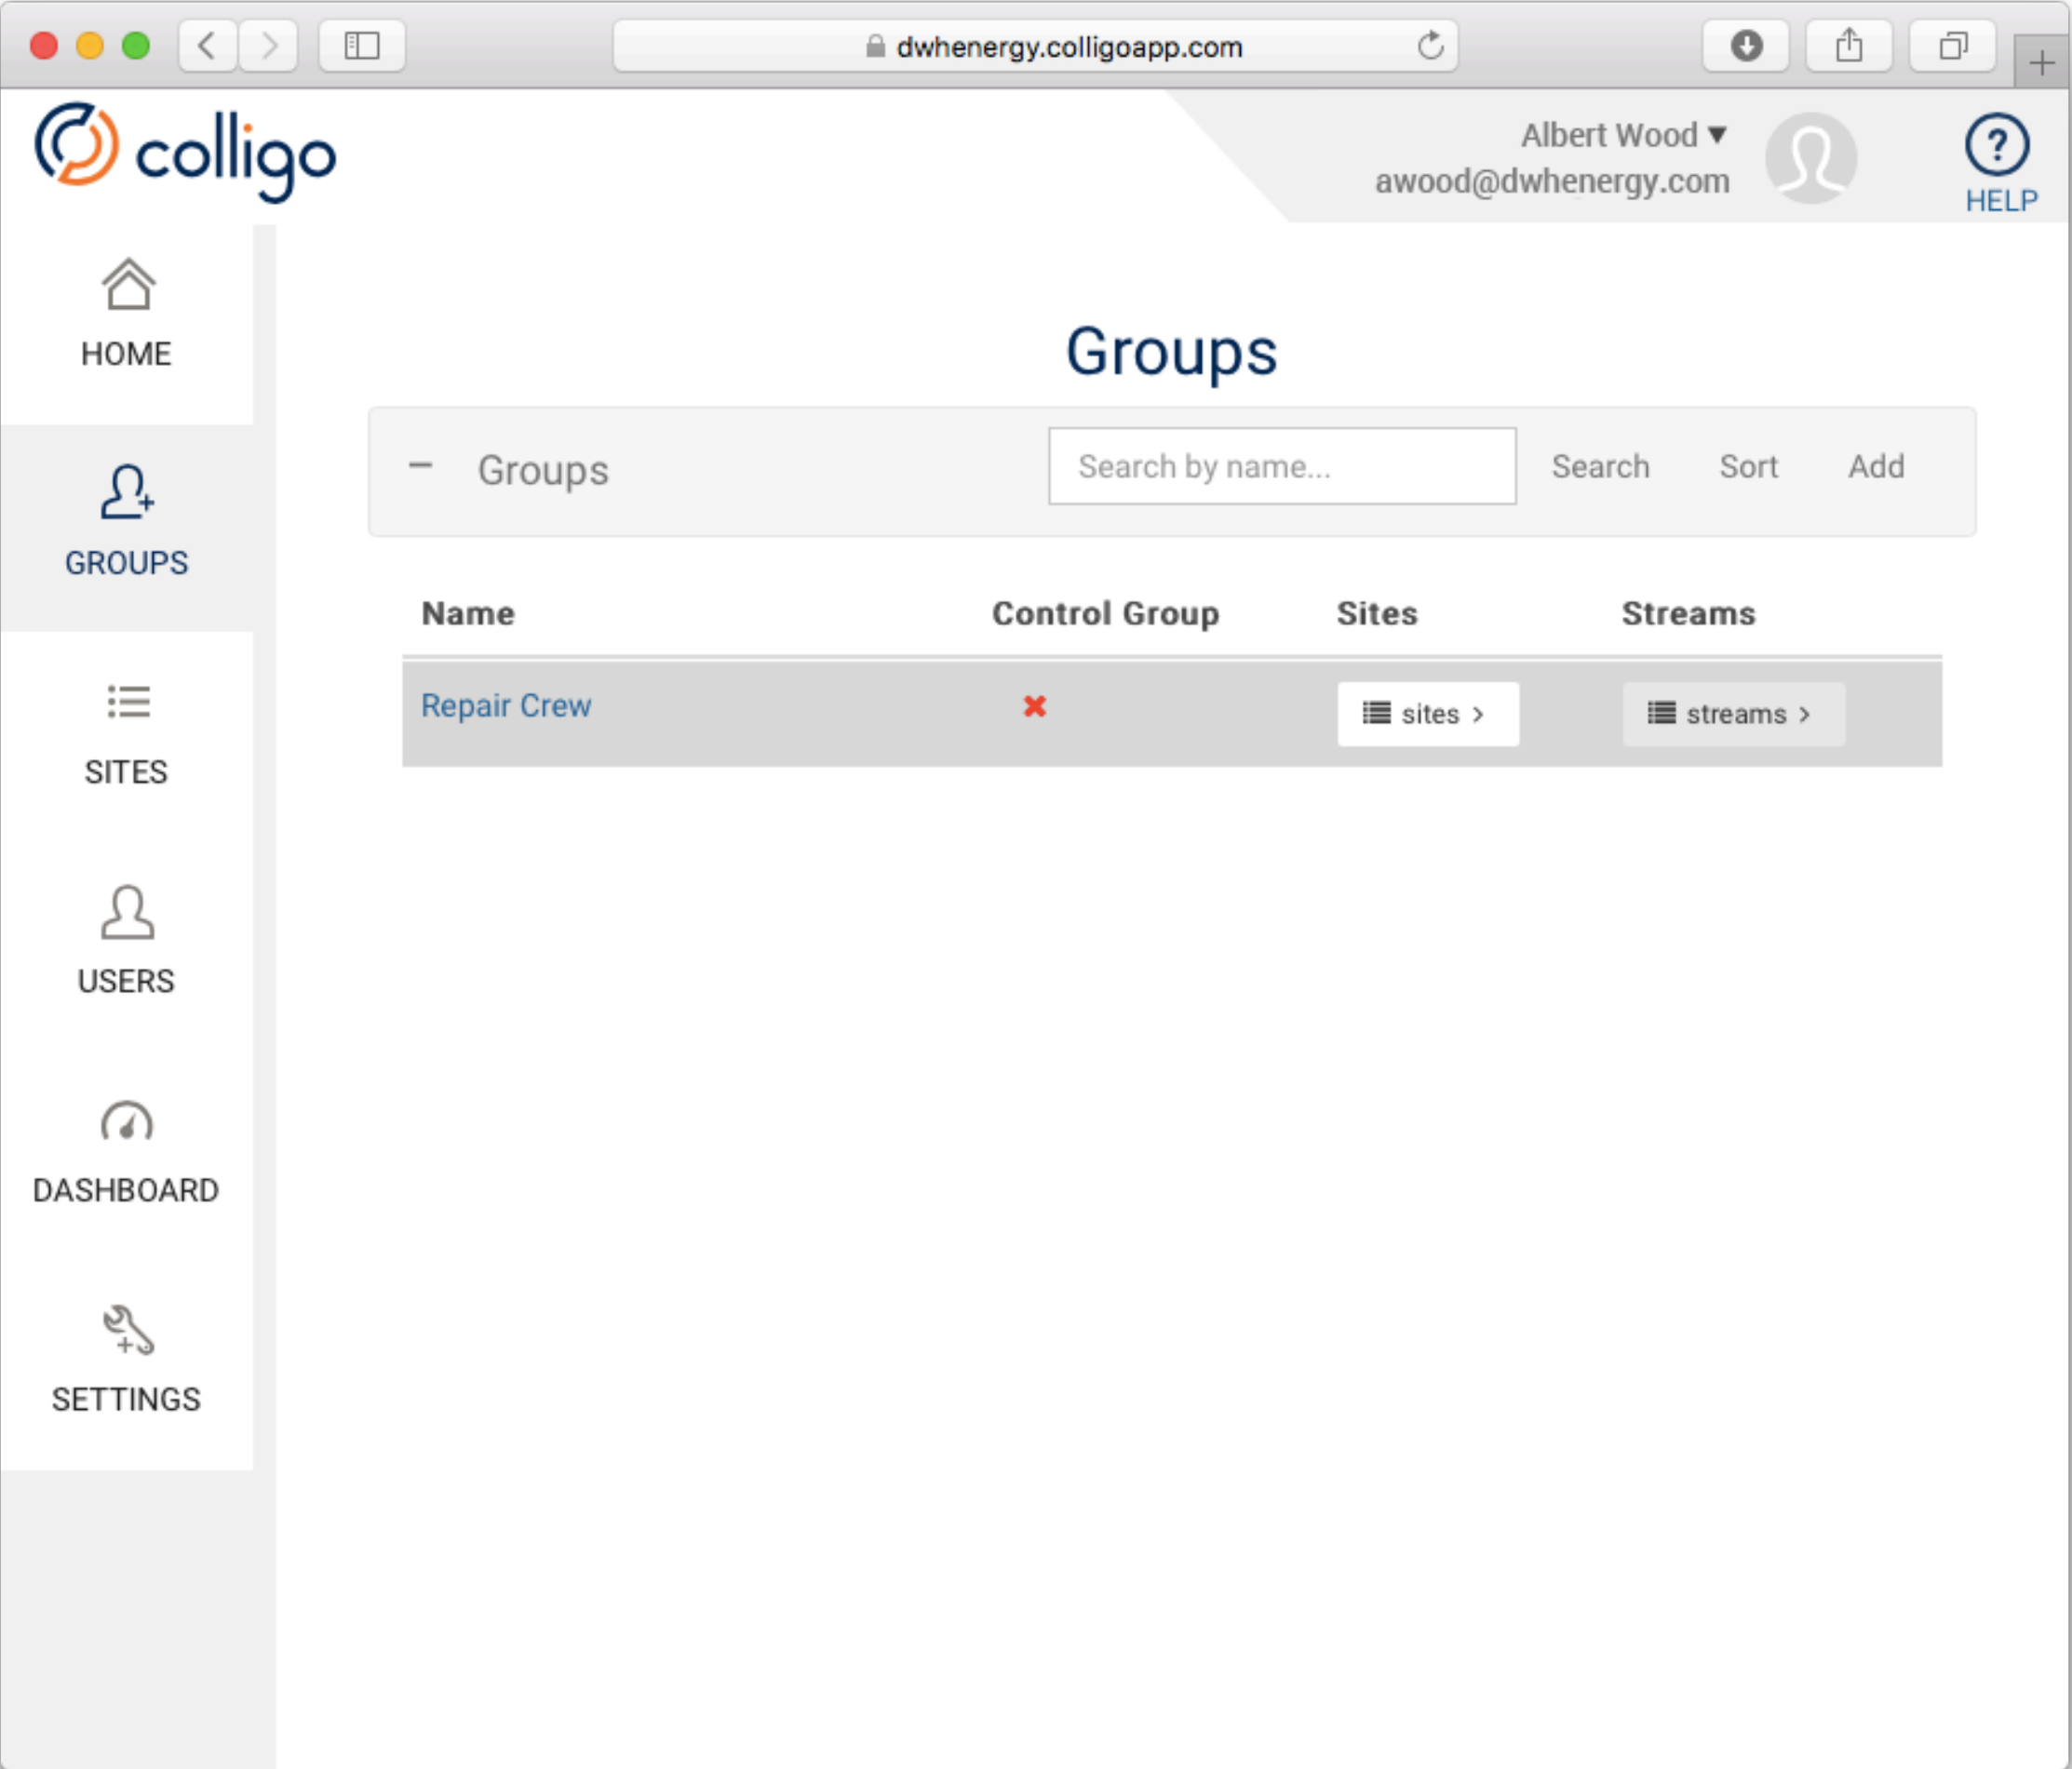 dwhenergy.colligoapp.com
colligo
Albert Wood ▼
awood@dwhenergy.com
?
HELP
HOME
GROUPS
SITES
USERS
DASHBOARD
SETTINGS
Groups
– Groups
Search by name...
Search Sort Add
Name Control Group Sites Streams
Repair Crew ✖ sites > streams >